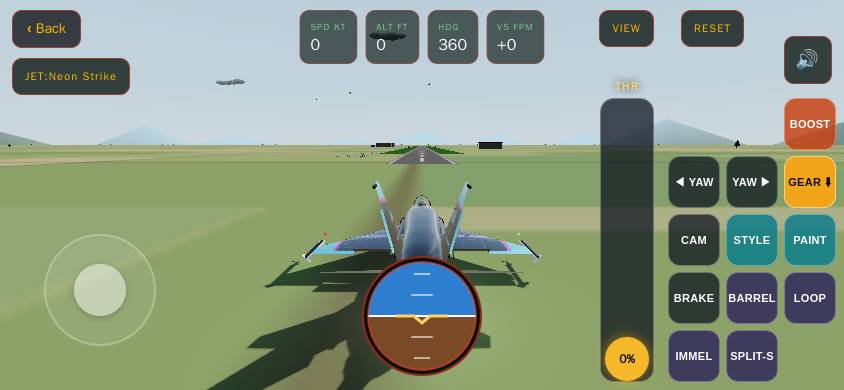 ‹ Back
JET:Neon Strike
SPD KT
0
ALT FT
0
HDG
360
VS FPM
+0
VIEW
RESET
THR
BOOST
◀ YAW
YAW ▶
GEAR ⬇
CAM
STYLE
PAINT
BRAKE
BARREL
LOOP
0%
IMMEL
SPLIT-S